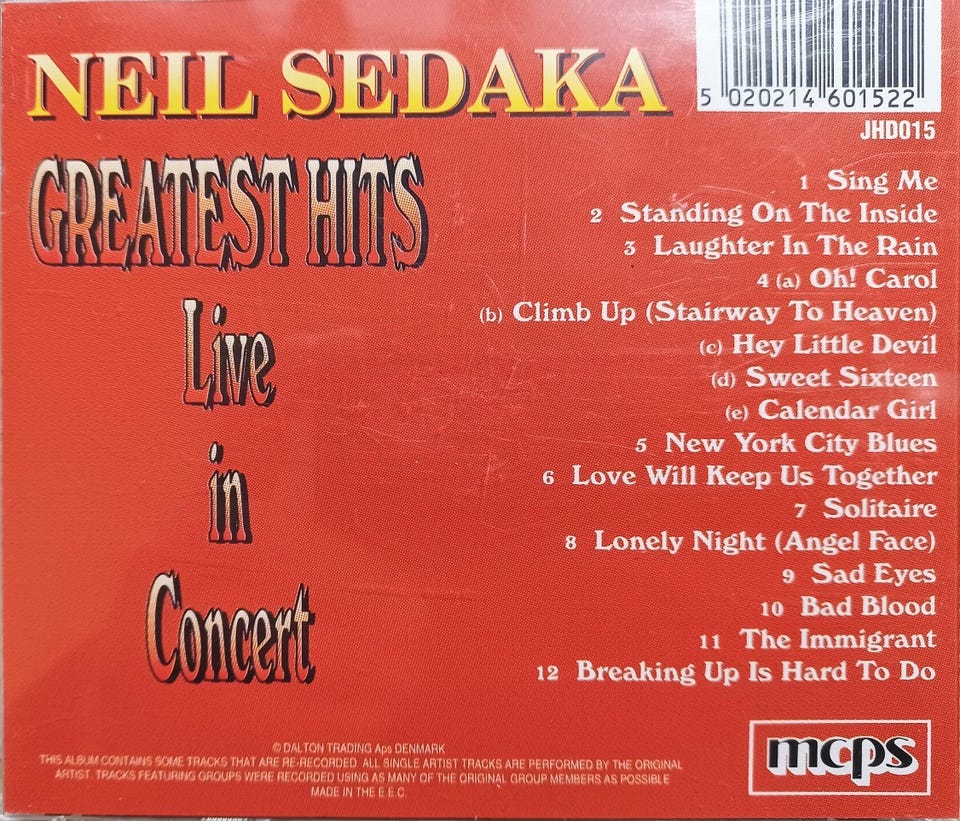 NEIL SEDAKA
GREATEST HITS
Live
in
Concert
5 020214 601522
JHD015
1 Sing Me
2 Standing On The Inside
3 Laughter In The Rain
4 (a) Oh! Carol
(b) Climb Up (Stairway To Heaven)
(c) Hey Little Devil
(d) Sweet Sixteen
(e) Calendar Girl
5 New York City Blues
6 Love Will Keep Us Together
7 Solitaire
8 Lonely Night (Angel Face)
9 Sad Eyes
10 Bad Blood
11 The Immigrant
12 Breaking Up Is Hard To Do
© DALTON TRADING Aps DENMARK
THIS ALBUM CONTAINS SOME TRACKS THAT ARE RE-RECORDED. ALL SINGLE ARTIST TRACKS ARE PERFORMED BY THE ORIGINAL
ARTIST. TRACKS FEATURING GROUPS WERE RECORDED USING AS MANY OF THE ORIGINAL GROUP MEMBERS AS POSSIBLE
MADE IN THE E.E.C.
mcps